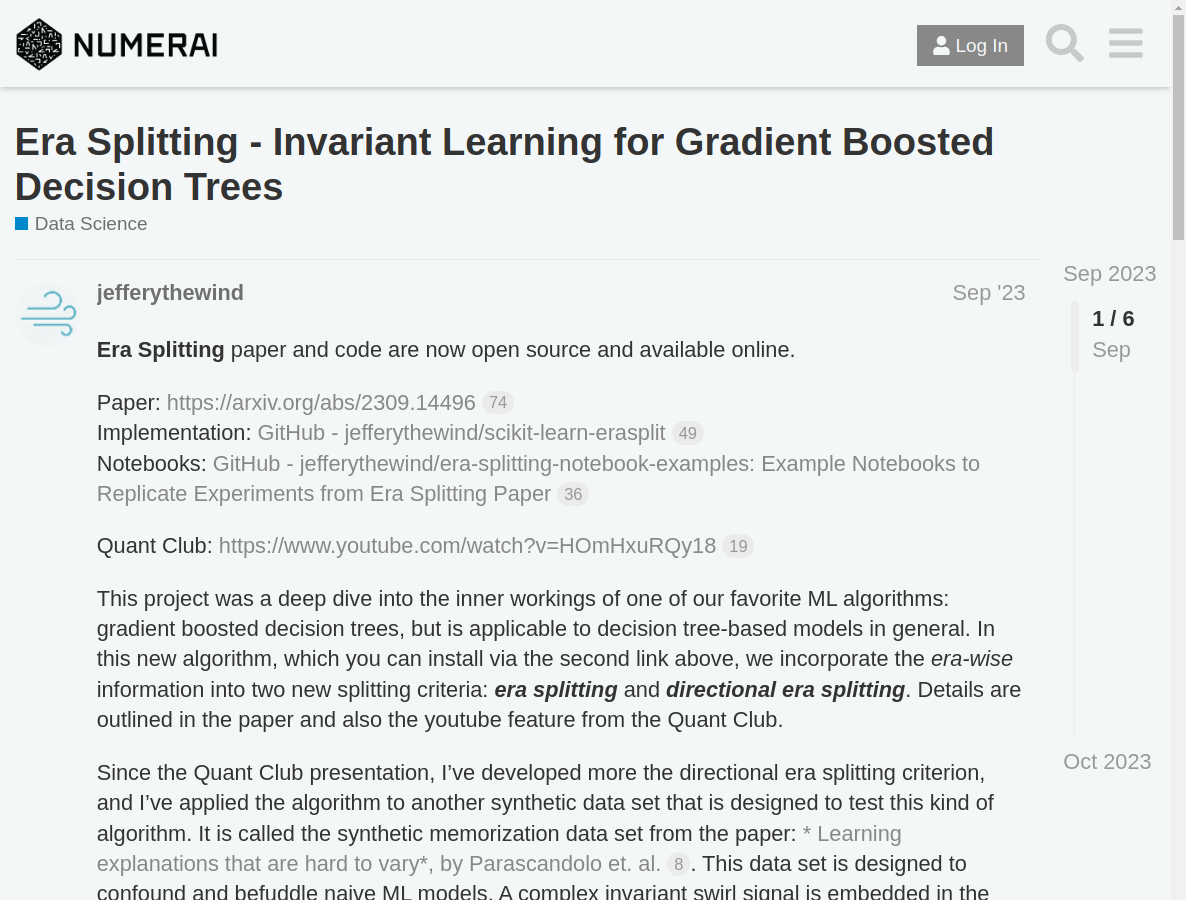 NUMERAI
Log In
Era Splitting - Invariant Learning for Gradient Boosted
Decision Trees
Data Science
jefferythewind
Sep '23
Sep 2023
1 / 6
Sep
Era Splitting paper and code are now open source and available online.
Paper: https://arxiv.org/abs/2309.14496 74
Implementation: GitHub - jefferythewind/scikit-learn-erasplit 49
Notebooks: GitHub - jefferythewind/era-splitting-notebook-examples: Example Notebooks to
Replicate Experiments from Era Splitting Paper 36
Quant Club: https://www.youtube.com/watch?v=HOmHxuRQy18 19
This project was a deep dive into the inner workings of one of our favorite ML algorithms:
gradient boosted decision trees, but is applicable to decision tree-based models in general. In
this new algorithm, which you can install via the second link above, we incorporate the era-wise
information into two new splitting criteria: era splitting and directional era splitting. Details are
outlined in the paper and also the youtube feature from the Quant Club.
Oct 2023
Since the Quant Club presentation, I’ve developed more the directional era splitting criterion,
and I’ve applied the algorithm to another synthetic data set that is designed to test this kind of
algorithm. It is called the synthetic memorization data set from the paper: * Learning
explanations that are hard to vary*, by Parascandolo et. al. 8. This data set is designed to
confound and befuddle naive ML models. A complex invariant swirl signal is embedded in the